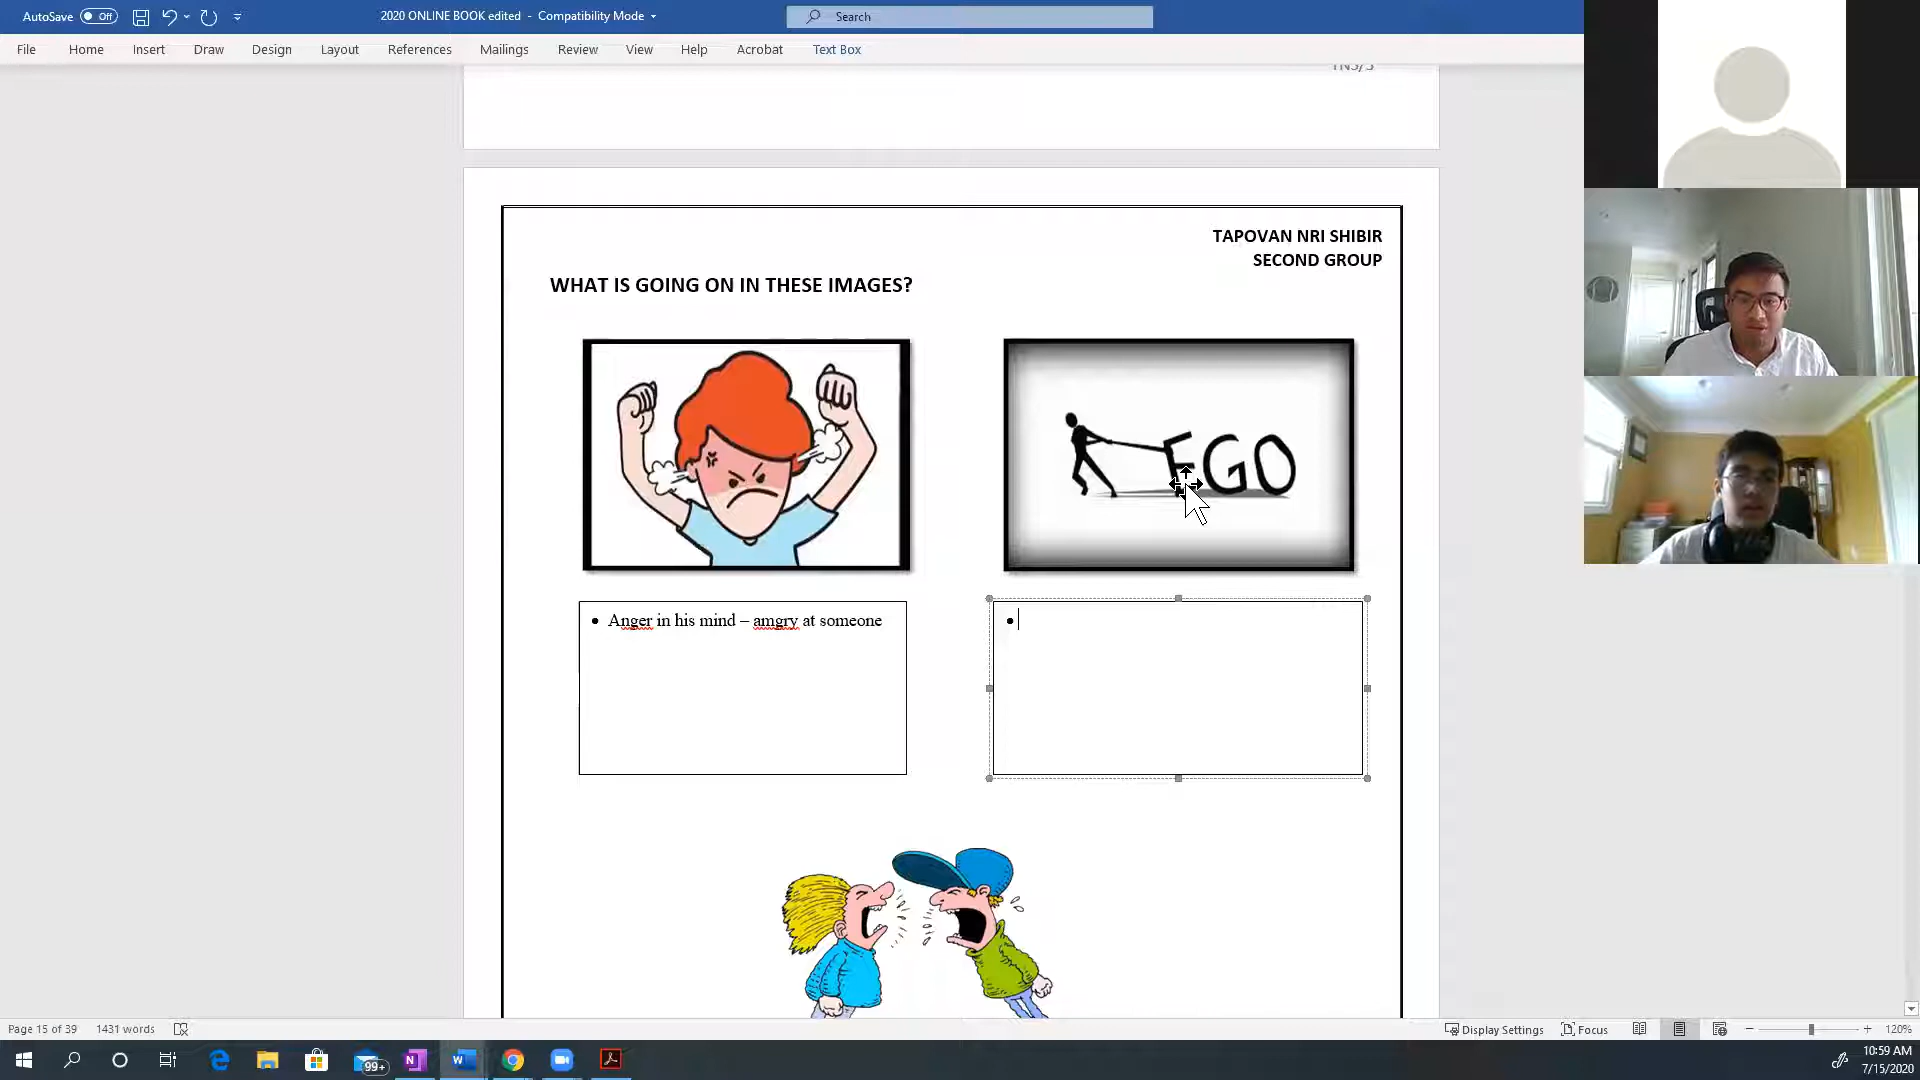 AutoSave Off 2020 ONLINE BOOK edited - Compatibility Mode Search
File Home Insert Draw Design Layout References Mailings Review View Help Acrobat Text Box
TAPOVAN NRI SHIBIR
SECOND GROUP
WHAT IS GOING ON IN THESE IMAGES?
EGO
• Anger in his mind – amgry at someone
•
Page 15 of 39 1431 words Display Settings Focus 120%
99+ 10:59 AM
7/15/2020